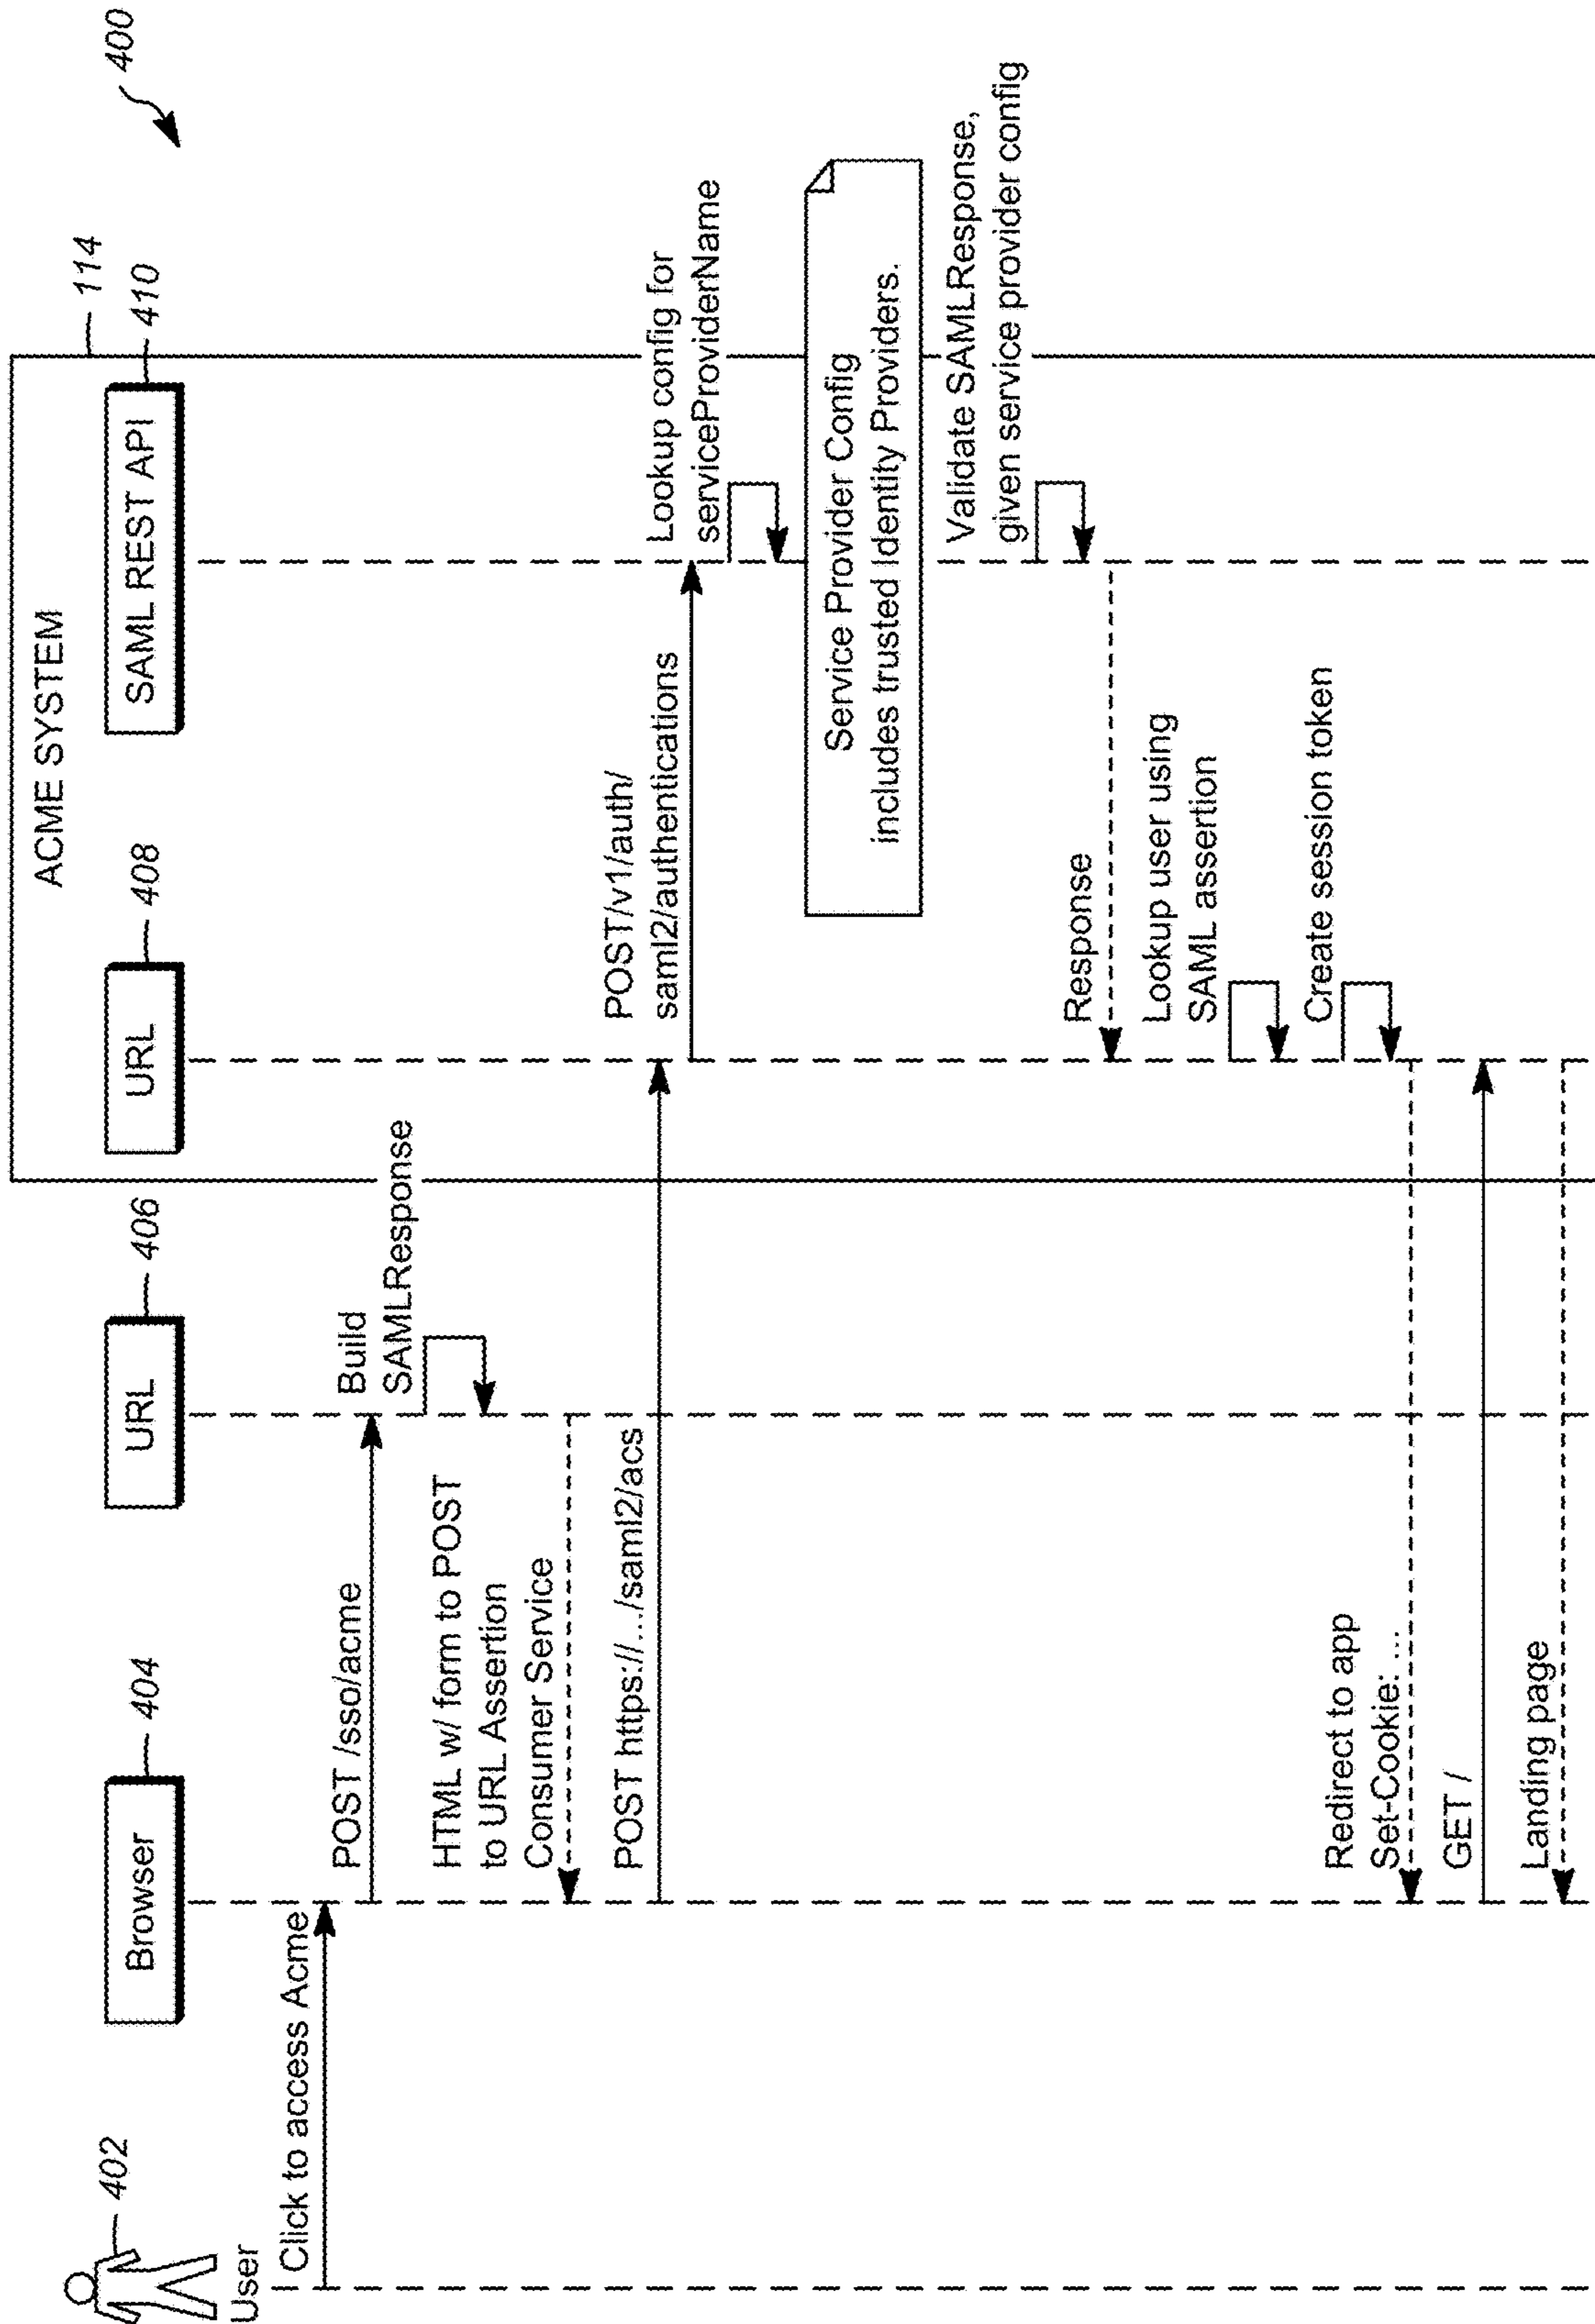 400
114
ACME SYSTEM
402
User
Browser
404
URL
406
URL
408
SAML REST API
410
Click to access Acme
POST /sso/acme
Build
SAMLResponse
HTML w/ form to POST
to URL Assertion
Consumer Service
POST https://.../saml2/acs
POST/v1/auth/
saml2/authentications
Lookup config for
serviceProviderName
Service Provider Config
includes trusted Identity Providers.
Validate SAMLResponse,
given service provider config
Response
Lookup user using
SAML assertion
Create session token
Redirect to app
Set-Cookie: ...
GET /
Landing page